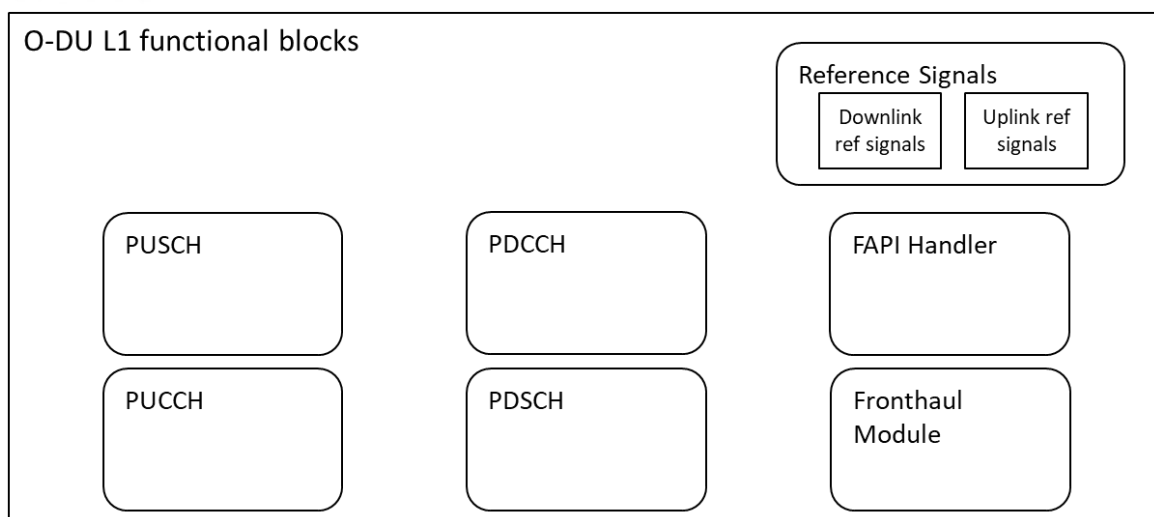 O-DU L1 functional blocks
Reference Signals
Downlink
ref signals
Uplink ref
signals
PUSCH
PDCCH
FAPI Handler
PUCCH
PDSCH
Fronthaul
Module